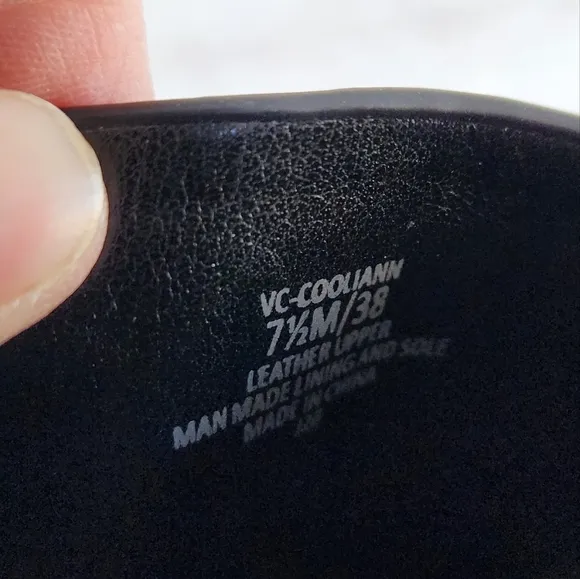 VC-COOLIANN
7½M/38
LEATHER UPPER
MAN MADE LINING AND SOLE
MADE IN CHINA